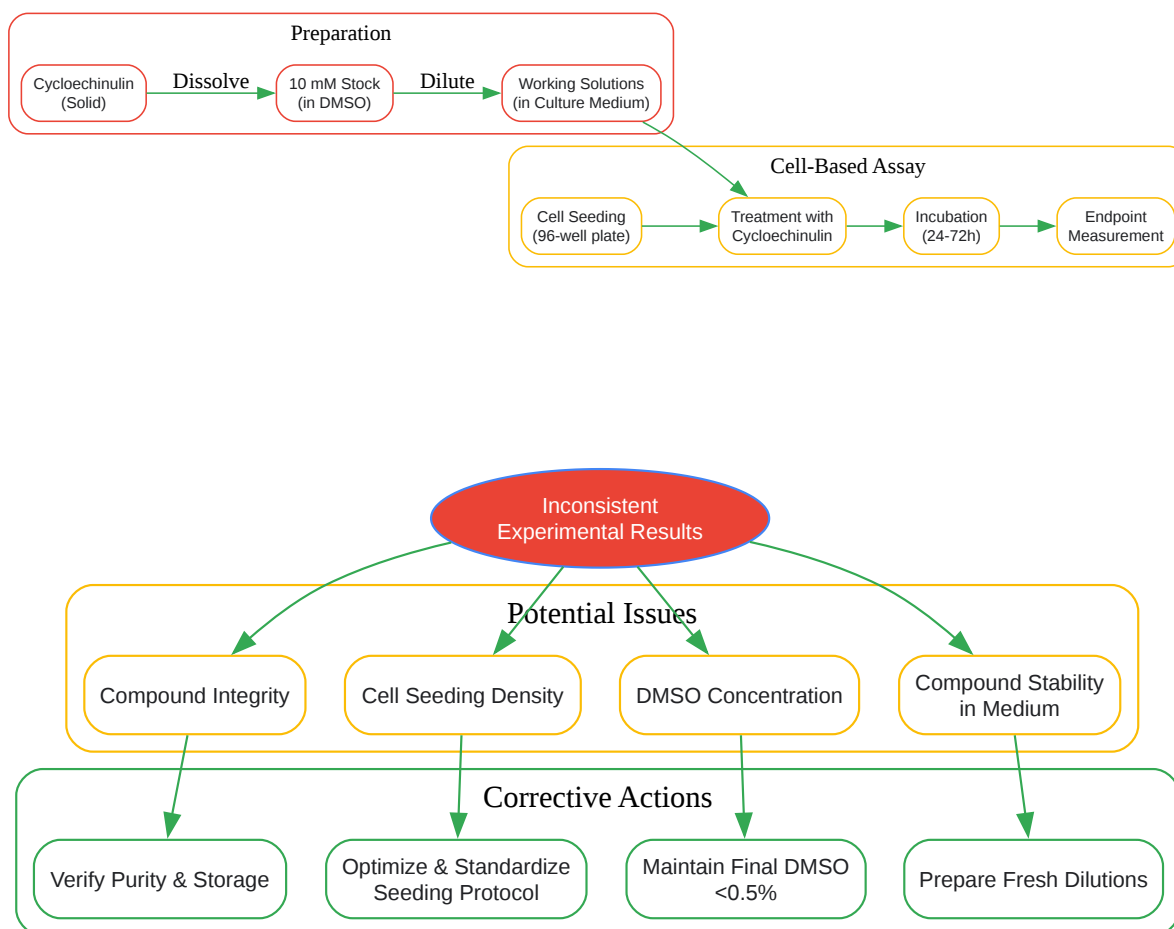 Preparation
Cycloechinulin
(Solid)
Dissolve
10 mM Stock
(in DMSO)
Dilute
Working Solutions
(in Culture Medium)
Cell-Based Assay
Cell Seeding
(96-well plate)
Treatment with
Cycloechinulin
Incubation
(24-72h)
Endpoint
Measurement
Inconsistent
Experimental Results
Potential Issues
Compound Integrity
Cell Seeding Density
DMSO Concentration
Compound Stability
in Medium
Corrective Actions
Verify Purity & Storage
Optimize & Standardize
Seeding Protocol
Maintain Final DMSO
<0.5%
Prepare Fresh Dilutions